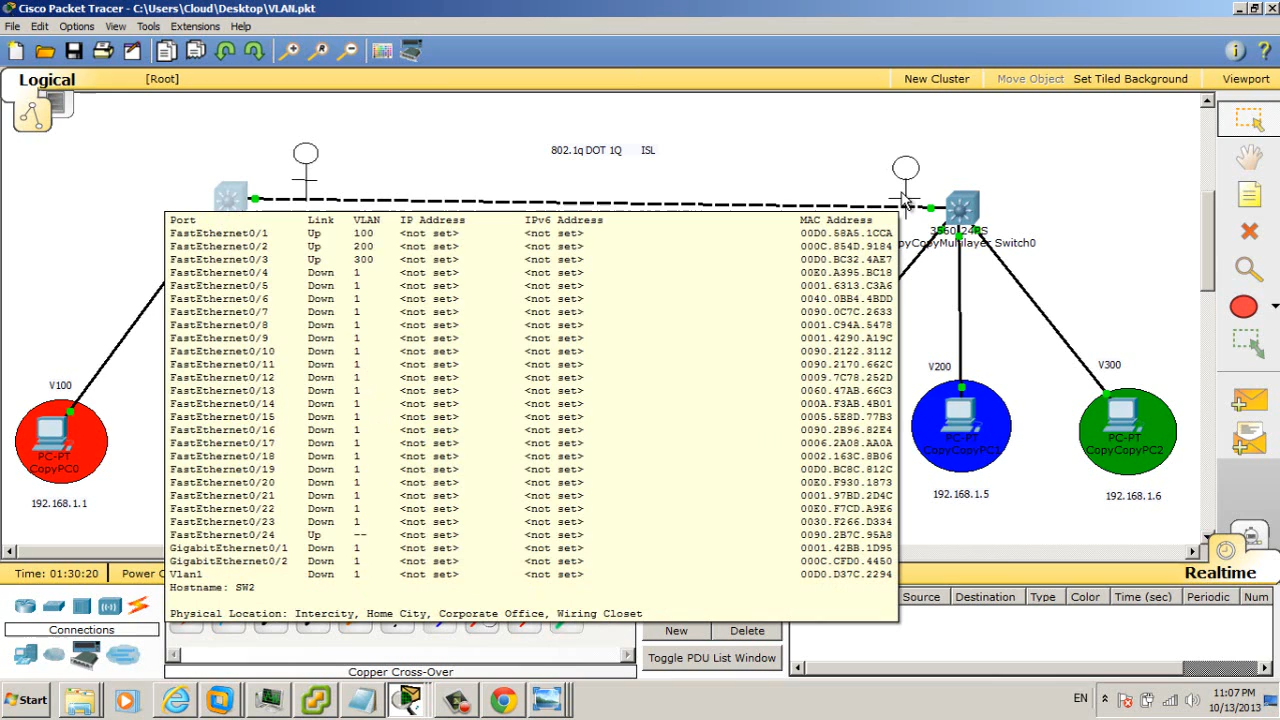 Cisco Packet Tracer - C:\Users\Cloud\Desktop\VLAN.pkt
File Edit Options View Tools Extensions Help
Logical [Root] New Cluster Move Object Set Tiled Background Viewport
802.1q DOT 1Q ISL
Port Link VLAN IP Address IPv6 Address MAC Address
FastEthernet0/1 Up 100 <not set> <not set> 00D0.58A5.1CCA
FastEthernet0/2 Up 200 <not set> <not set> 000C.854D.9184
FastEthernet0/3 Up 300 <not set> <not set> 00D0.BC32.4AE7
FastEthernet0/4 Down 1 <not set> <not set> 00E0.A395.BC18
FastEthernet0/5 Down 1 <not set> <not set> 0001.6313.C3A6
FastEthernet0/6 Down 1 <not set> <not set> 0040.0BB4.4BDD
FastEthernet0/7 Down 1 <not set> <not set> 0090.0C7C.2633
FastEthernet0/8 Down 1 <not set> <not set> 0001.C94A.5478
FastEthernet0/9 Down 1 <not set> <not set> 0001.4290.A19C
FastEthernet0/10 Down 1 <not set> <not set> 0090.2122.3112
FastEthernet0/11 Down 1 <not set> <not set> 0090.2170.662C
FastEthernet0/12 Down 1 <not set> <not set> 0009.7C78.252D
FastEthernet0/13 Down 1 <not set> <not set> 0060.47AB.66C3
FastEthernet0/14 Down 1 <not set> <not set> 000A.F3AB.4B01
FastEthernet0/15 Down 1 <not set> <not set> 0005.5E8D.77B3
FastEthernet0/16 Down 1 <not set> <not set> 0090.2B96.82E4
FastEthernet0/17 Down 1 <not set> <not set> 0006.2A08.AA0A
FastEthernet0/18 Down 1 <not set> <not set> 0002.163C.8B06
FastEthernet0/19 Down 1 <not set> <not set> 00D0.BC8C.812C
FastEthernet0/20 Down 1 <not set> <not set> 00E0.F930.1873
FastEthernet0/21 Down 1 <not set> <not set> 0001.97BD.2D4C
FastEthernet0/22 Down 1 <not set> <not set> 00E0.F7CD.A9E6
FastEthernet0/23 Down 1 <not set> <not set> 0030.F266.D334
FastEthernet0/24 Up -- <not set> <not set> 0090.2B7C.95A8
GigabitEthernet0/1 Down 1 <not set> <not set> 0001.42BB.1D95
GigabitEthernet0/2 Down 1 <not set> <not set> 000C.CFD0.4450
Vlan1 Down 1 <not set> <not set> 00D0.D37C.2294
Hostname: SW2
Physical Location: Intercity, Home City, Corporate Office, Wiring Closet
3560-24PS
pyCopyMultilayer Switch0
V100
PC-PT
CopyPC0
192.168.1.1
V200
PC-PT
CopyCopyPC1
192.168.1.5
V300
PC-PT
CopyCopyPC2
192.168.1.6
Time: 01:30:20 Power C
Realtime
Connections
Copper Cross-Over
New Delete
Toggle PDU List Window
Source Destination Type Color Time (sec) Periodic Num
Start
EN
11:07 PM
10/13/2013